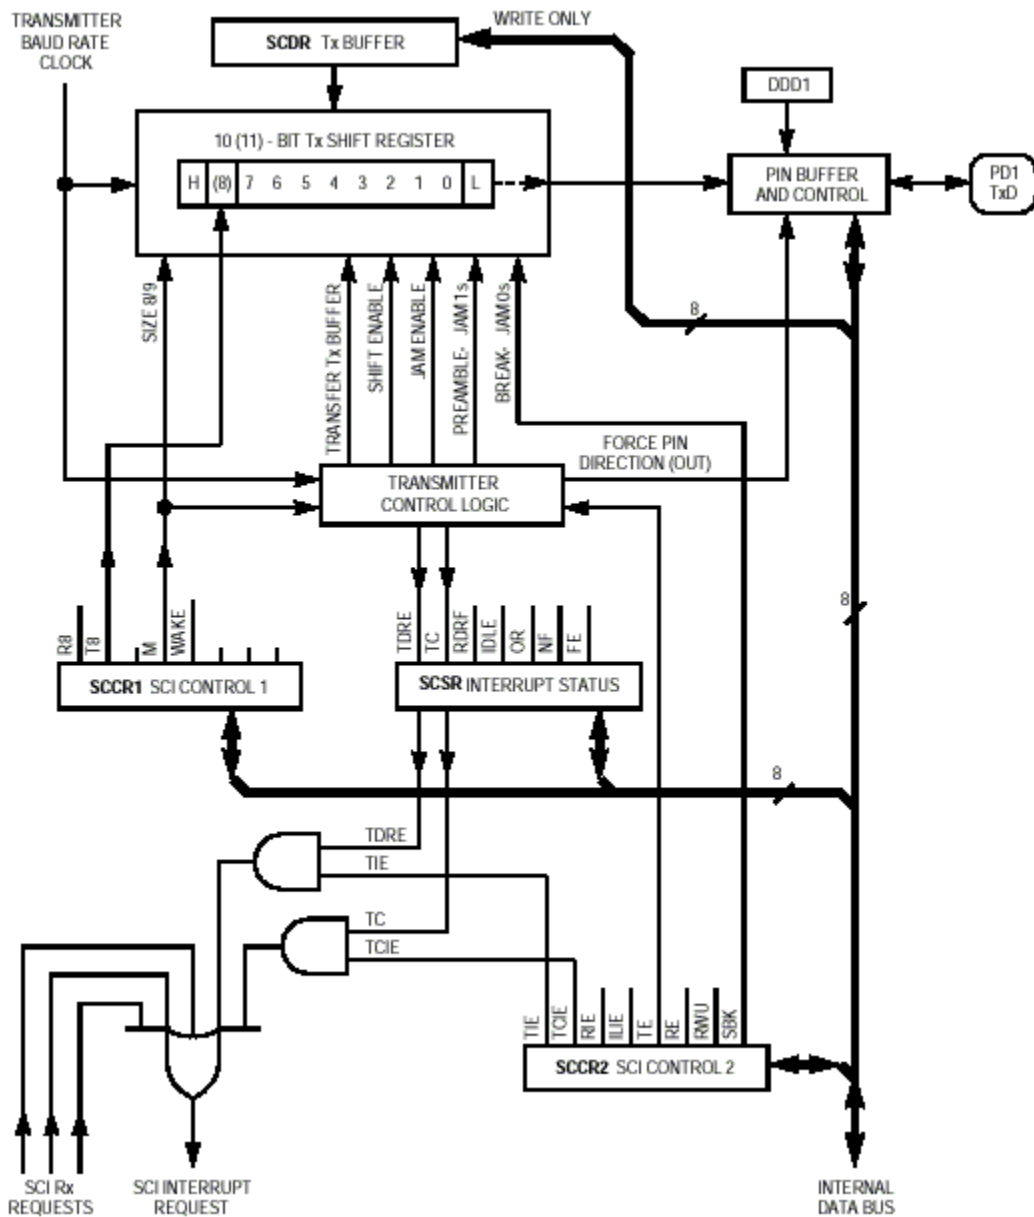 TRANSMITTER
BAUD RATE
CLOCK
SCDR Tx BUFFER
WRITE ONLY
DDD1
10 (11) - BIT Tx SHIFT REGISTER
H (8) 7 6 5 4 3 2 1 0 L
PIN BUFFER
AND CONTROL
PD1
TxD
SIZE 8/9
TRANSFER Tx BUFFER
SHIFT ENABLE
JAM ENABLE
PREAMBLE- JAM 1s
BREAK- JAM 0s
8
FORCE PIN
DIRECTION (OUT)
TRANSMITTER
CONTROL LOGIC
8
R8
T8
M
WAKE
TDRE
TC
RDRF
IDLE
OR
NF
FE
SCCR1 SCI CONTROL 1
SCSR INTERRUPT STATUS
8
TDRE
TIE
TC
TCIE
TIE
TCIE
RIE
ILIE
TE
RE
RWU
SBK
SCCR2 SCI CONTROL 2
SCI Rx
REQUESTS
SCI INTERRUPT
REQUEST
INTERNAL
DATA BUS